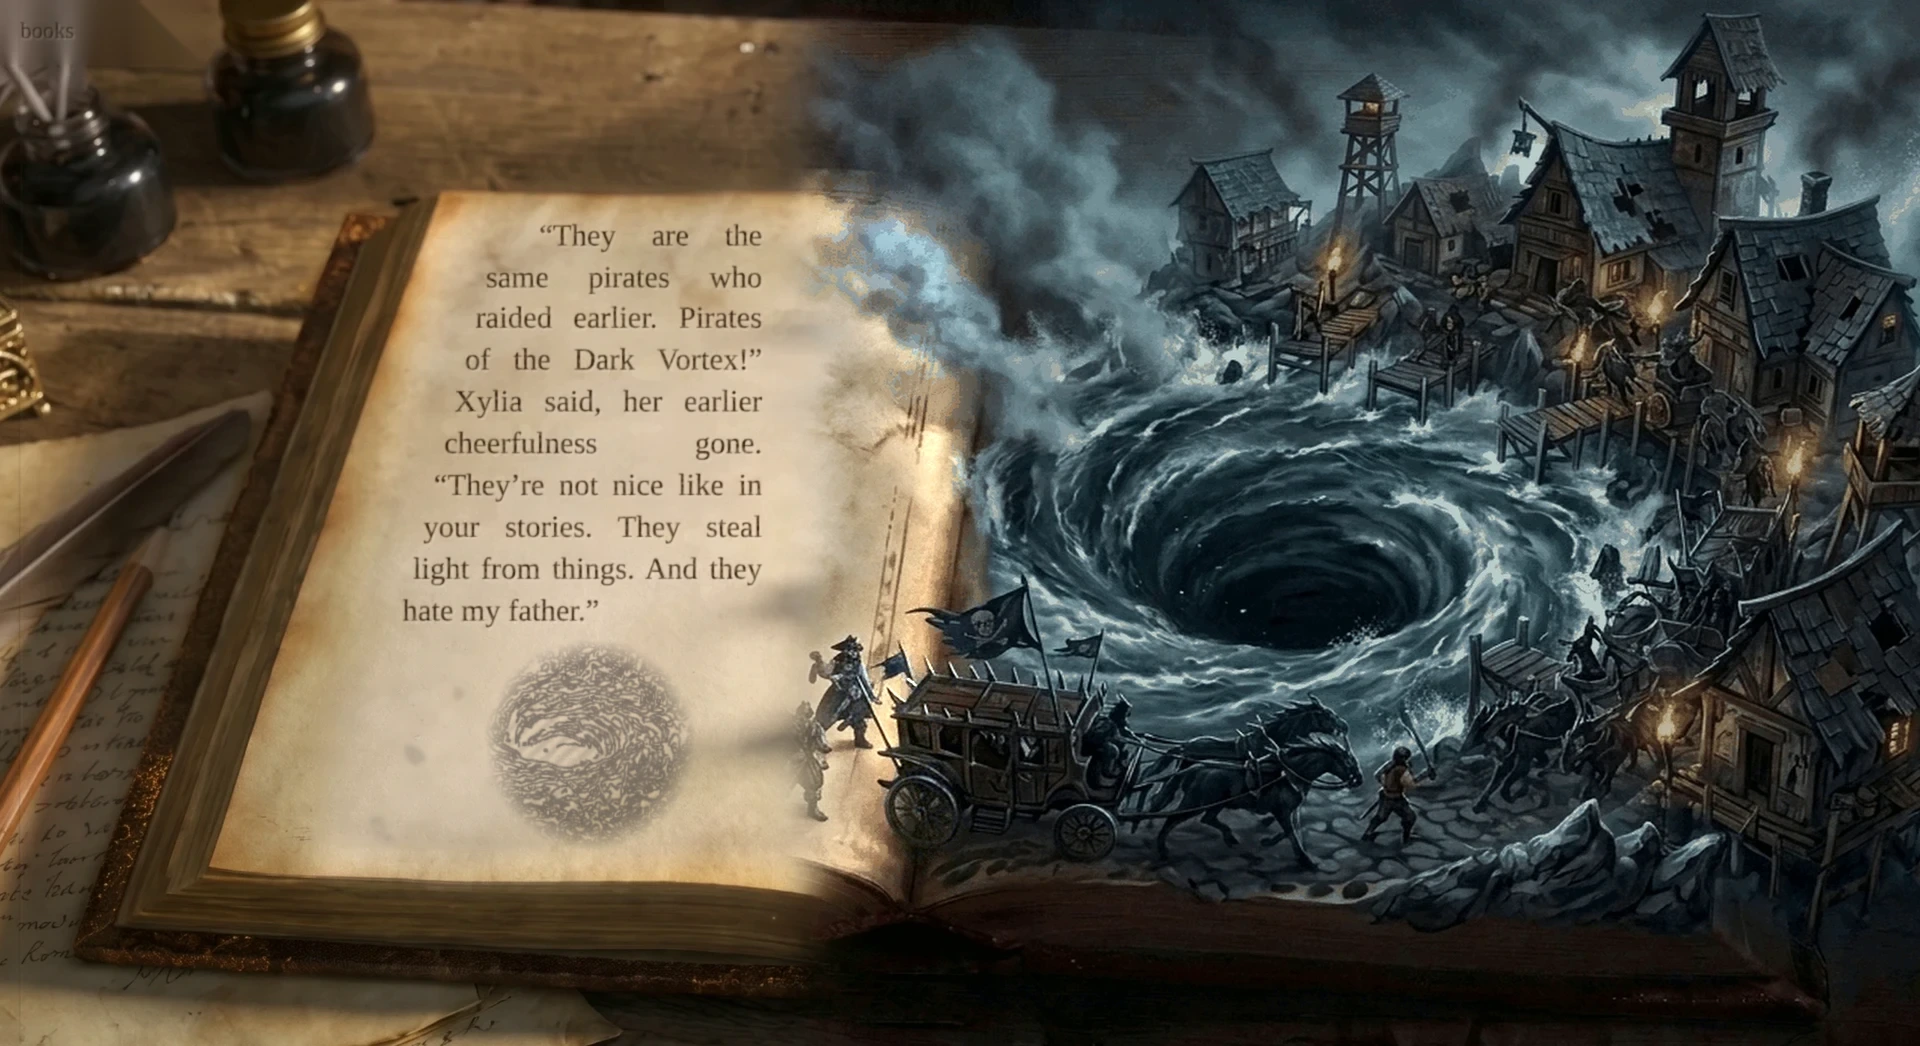 books
“They are the
same pirates who
raided earlier. Pirates
of the Dark Vortex!”
Xylia said, her earlier
cheerfulness gone.
“They’re not nice like in
your stories. They steal
light from things. And they
hate my father.”